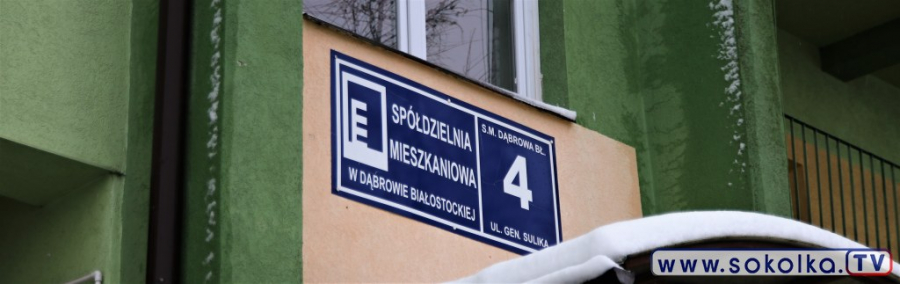 E
SPÓŁDZIELNIA
MIESZKANIOWA
W DĄBROWIE BIAŁOSTOCKIEJ
S.M. DĄBROWA BŁ.
4
UL. GEN. SULIKA
www.sokolka.TV